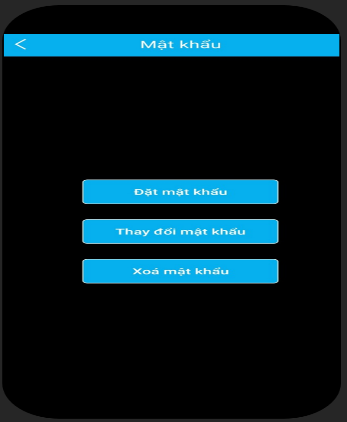 Mật khẩu
Đặt mật khẩu
Thay đổi mật khẩu
Xoá mật khẩu